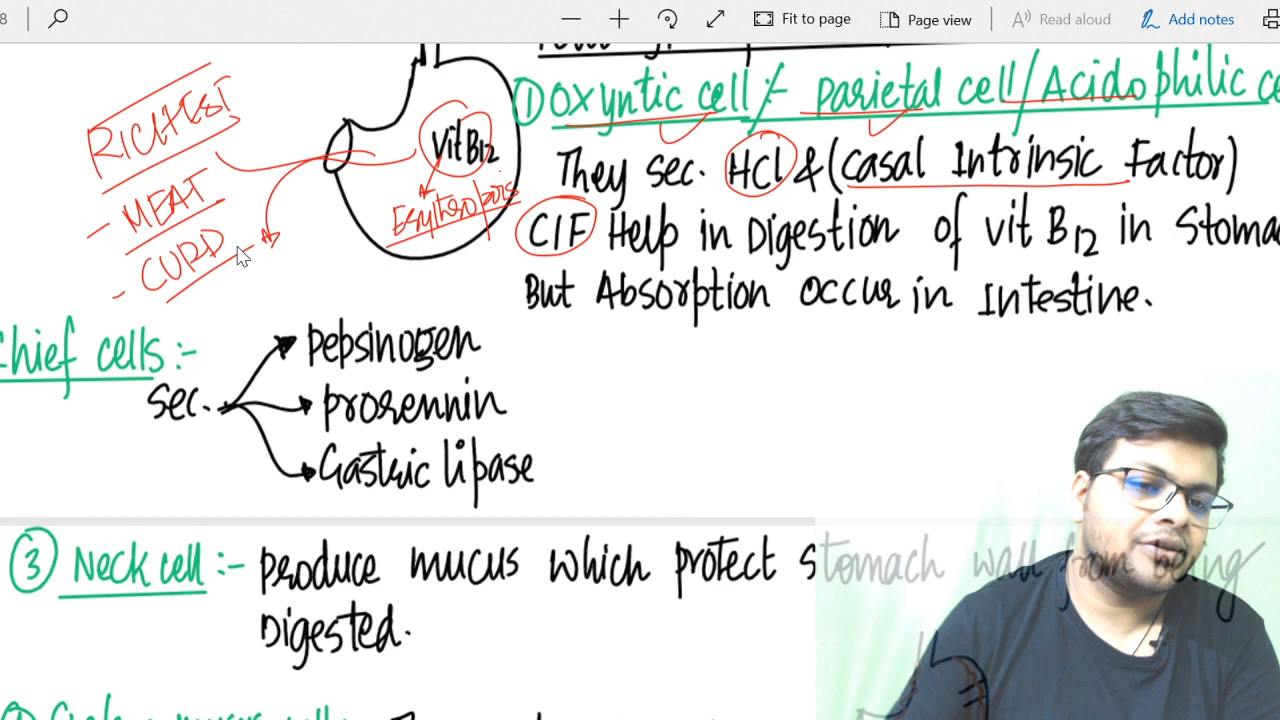 8
Fit to page
Page view
Read aloud
Add notes
① Oxyntic cell :- parietal cell / Acidophilic ce
They sec. HCl & (Casal Intrinsic Factor)
CIF Help in Digestion of vit B12 in Stoma
But Absorption occur in Intestine.
RICHEST
- MEAT
- CURD
vit B12
Chief cells :-
sec.
pepsinogen
prorennin
Gastric lipase
③ Neck cell :- produce mucus which protect stomach wall from being
Digested.